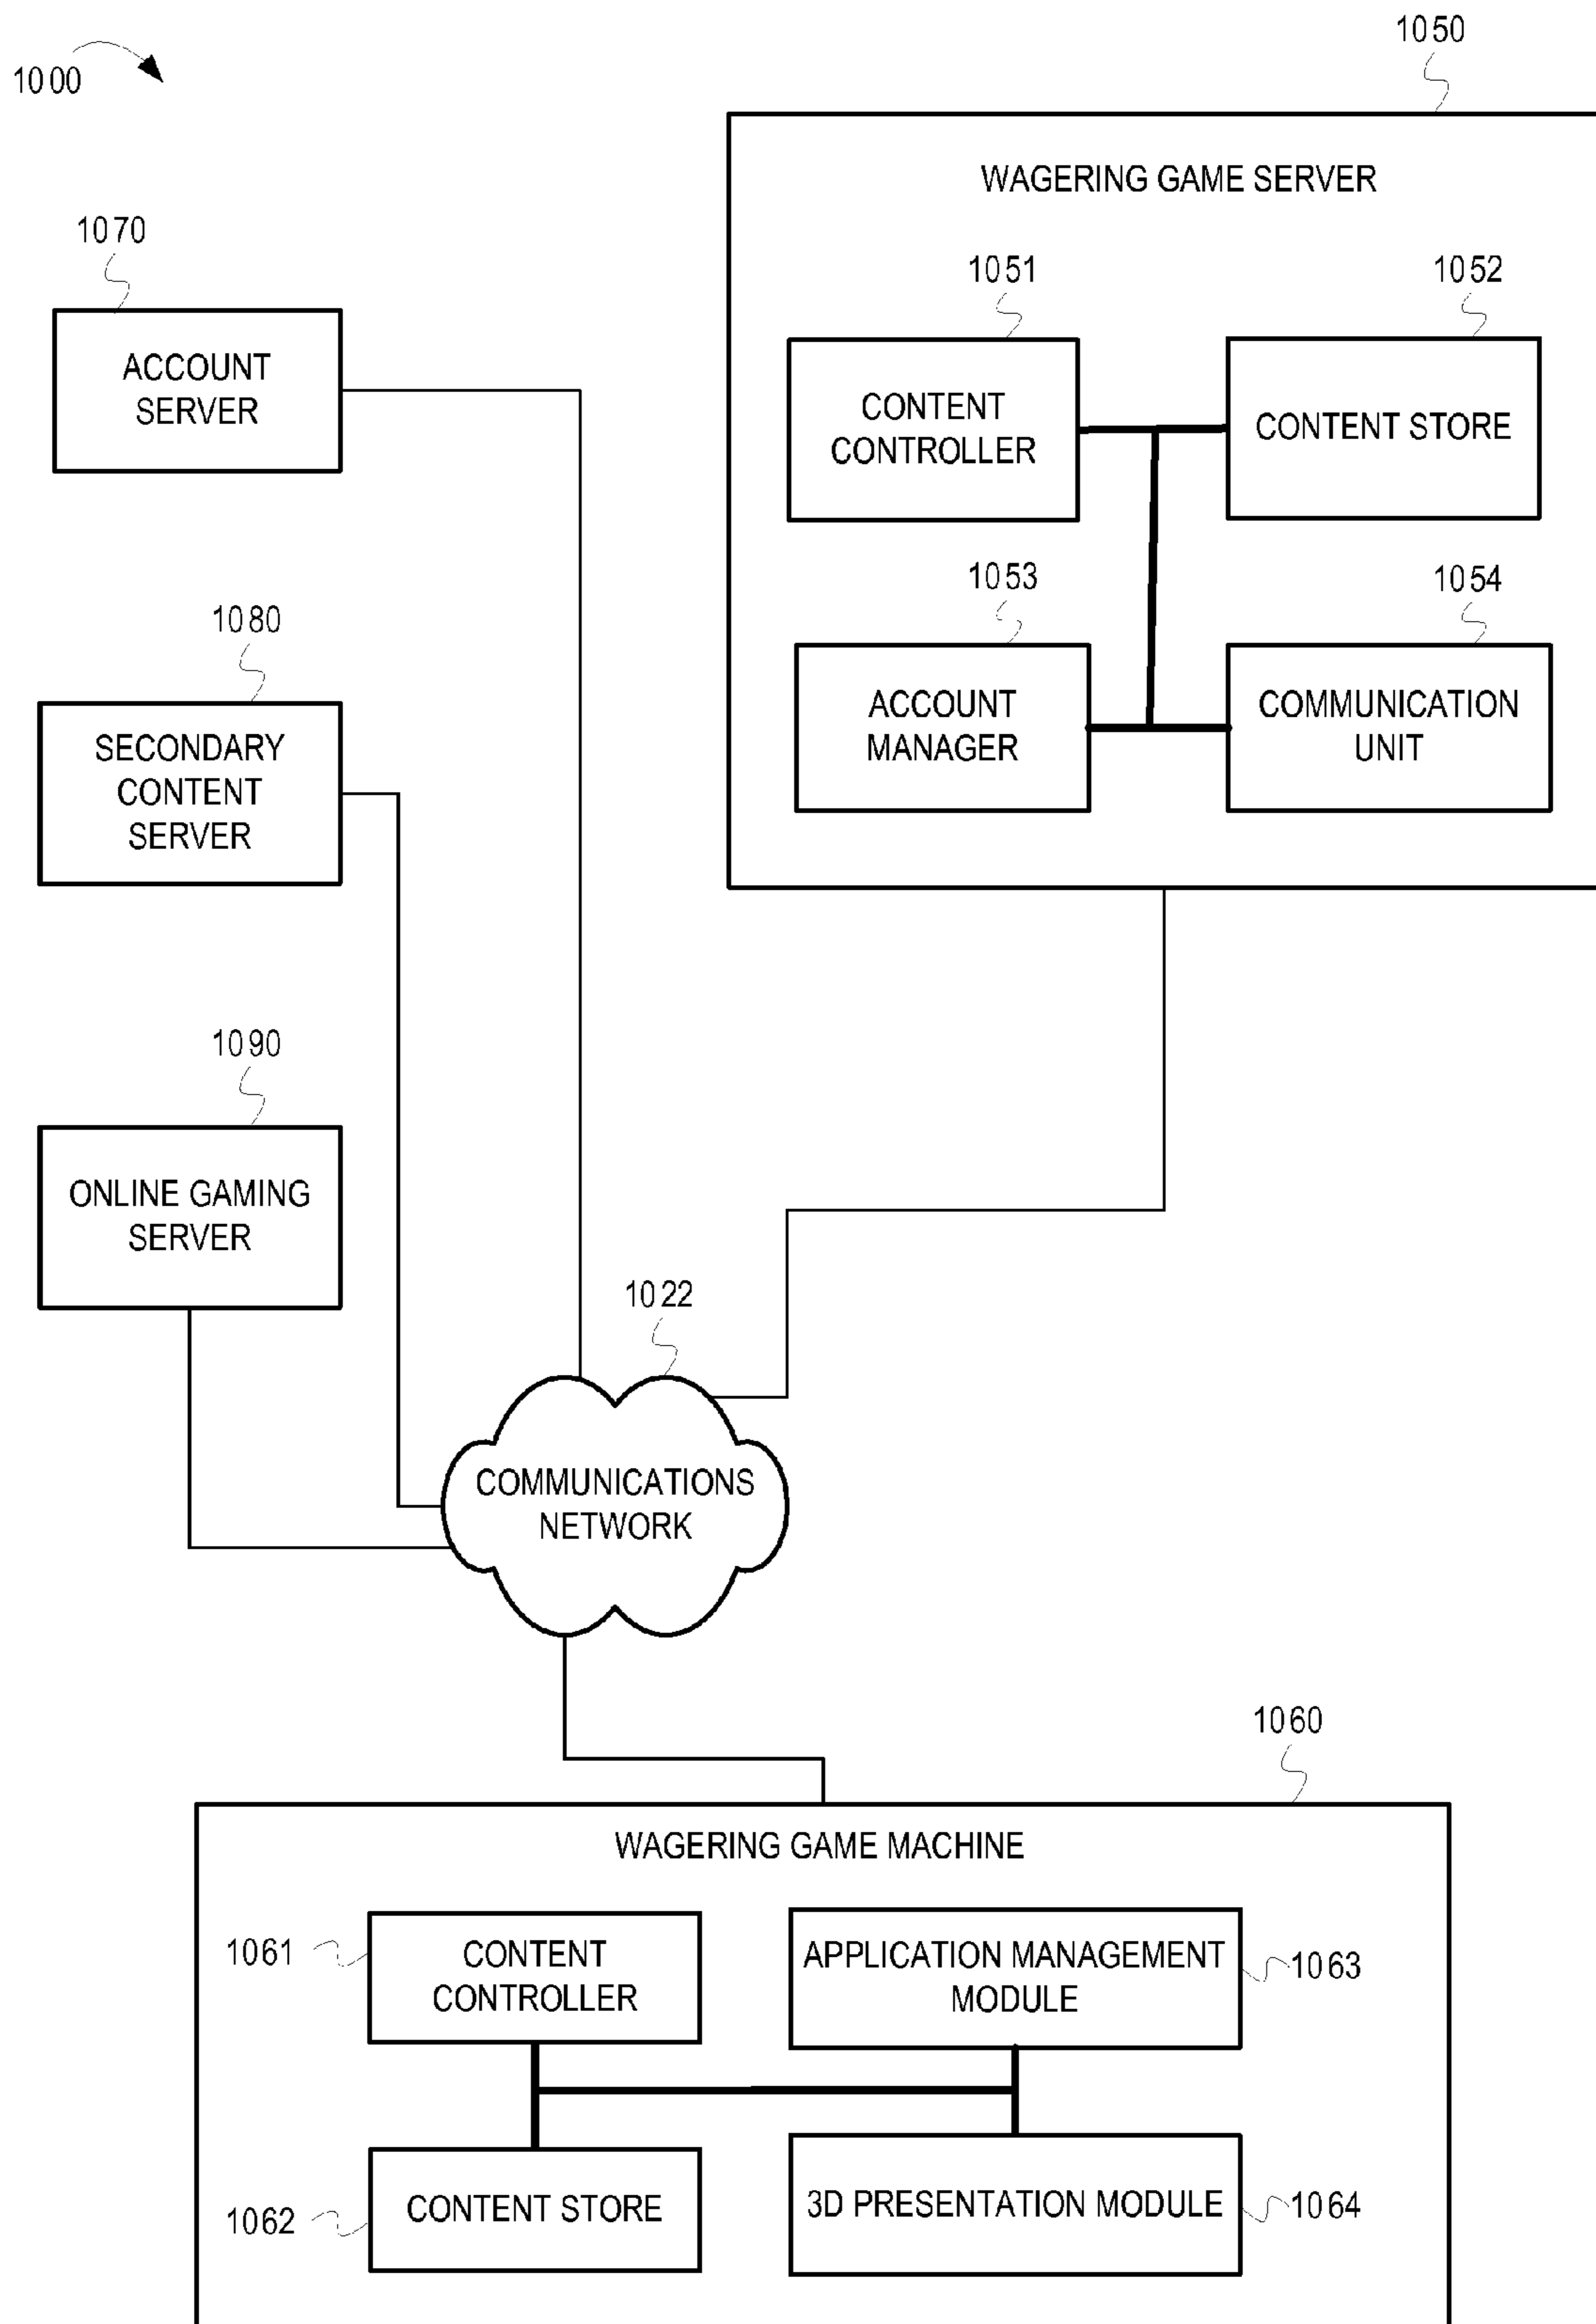 1000
1050
WAGERING GAME SERVER
1051
1052
CONTENT
CONTROLLER
CONTENT STORE
1053
1054
ACCOUNT
MANAGER
COMMUNICATION
UNIT
1070
ACCOUNT
SERVER
1080
SECONDARY
CONTENT
SERVER
1090
ONLINE GAMING
SERVER
1022
COMMUNICATIONS
NETWORK
1060
WAGERING GAME MACHINE
1061
CONTENT
CONTROLLER
APPLICATION MANAGEMENT
MODULE
1063
1062
CONTENT STORE
3D PRESENTATION MODULE
1064